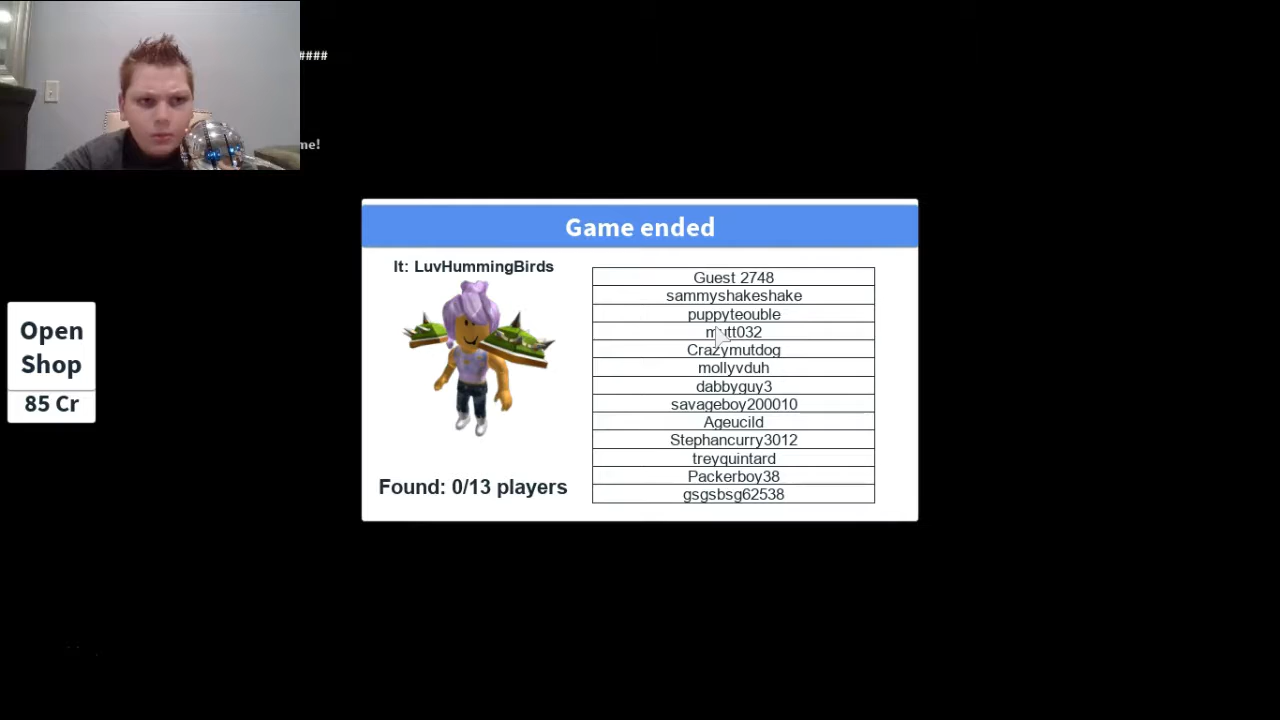 ####
me!
Game ended
It: LuvHummingBirds
Guest 2748
sammyshakeshake
puppyteouble
mutt032
Crazymutdog
mollyvduh
dabbyguy3
savageboy200010
Ageucild
Stephancurry3012
treyquintard
Packerboy38
gsgsbsg62538
Found: 0/13 players
Open
Shop
85 Cr